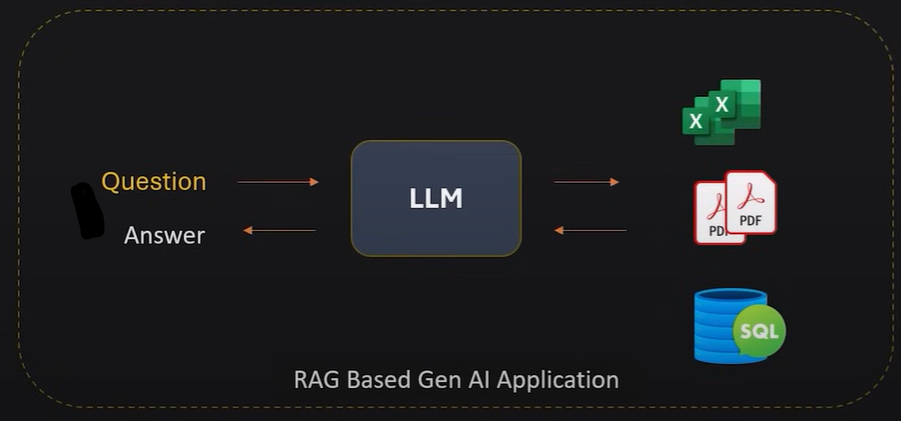 Question
Answer
LLM
X
X
PDF
PDF
SQL
RAG Based Gen AI Application